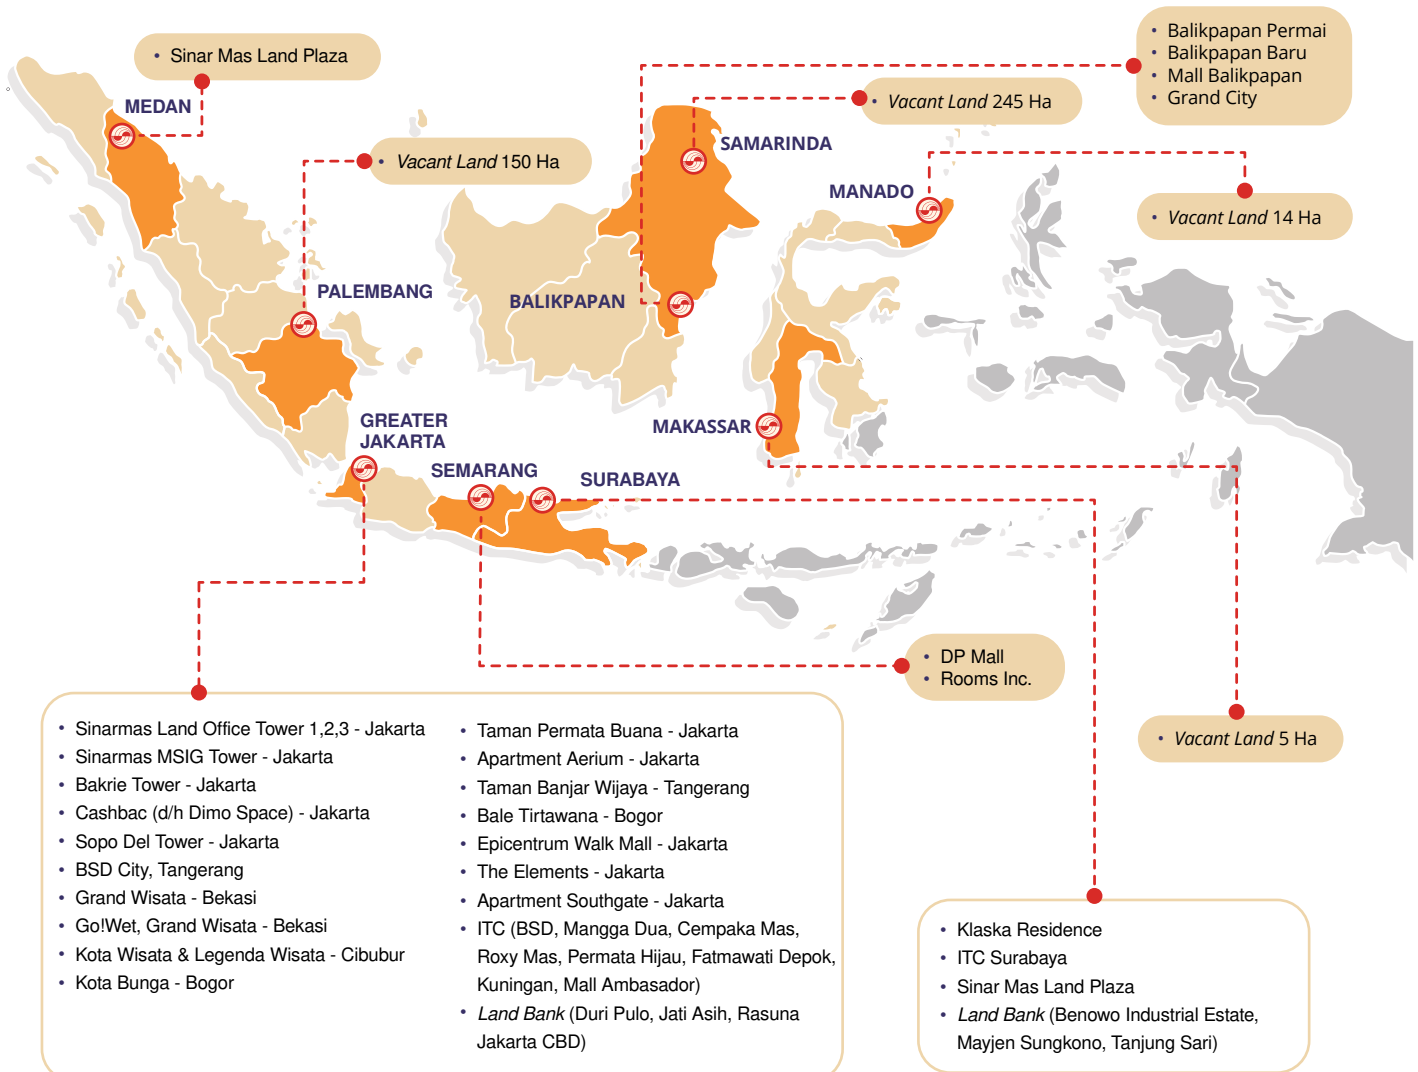 • Sinar Mas Land Plaza
MEDAN
• Vacant Land 150 Ha
PALEMBANG
• Balikpapan Permai
• Balikpapan Baru
• Mall Balikpapan
• Grand City
• Vacant Land 245 Ha
SAMARINDA
MANADO
• Vacant Land 14 Ha
BALIKPAPAN
MAKASSAR
GREATER
JAKARTA
SEMARANG
SURABAYA
• DP Mall
• Rooms Inc.
• Vacant Land 5 Ha
• Sinarmas Land Office Tower 1,2,3 - Jakarta
• Sinarmas MSIG Tower - Jakarta
• Bakrie Tower - Jakarta
• Cashbac (d/h Dimo Space) - Jakarta
• Sopo Del Tower - Jakarta
• BSD City, Tangerang
• Grand Wisata - Bekasi
• Go!Wet, Grand Wisata - Bekasi
• Kota Wisata & Legenda Wisata - Cibubur
• Kota Bunga - Bogor
• Taman Permata Buana - Jakarta
• Apartment Aerium - Jakarta
• Taman Banjar Wijaya - Tangerang
• Bale Tirtawana - Bogor
• Epicentrum Walk Mall - Jakarta
• The Elements - Jakarta
• Apartment Southgate - Jakarta
• ITC (BSD, Mangga Dua, Cempaka Mas,
Roxy Mas, Permata Hijau, Fatmawati Depok,
Kuningan, Mall Ambasador)
• Land Bank (Duri Pulo, Jati Asih, Rasuna
Jakarta CBD)
• Klaska Residence
• ITC Surabaya
• Sinar Mas Land Plaza
• Land Bank (Benowo Industrial Estate,
Mayjen Sungkono, Tanjung Sari)